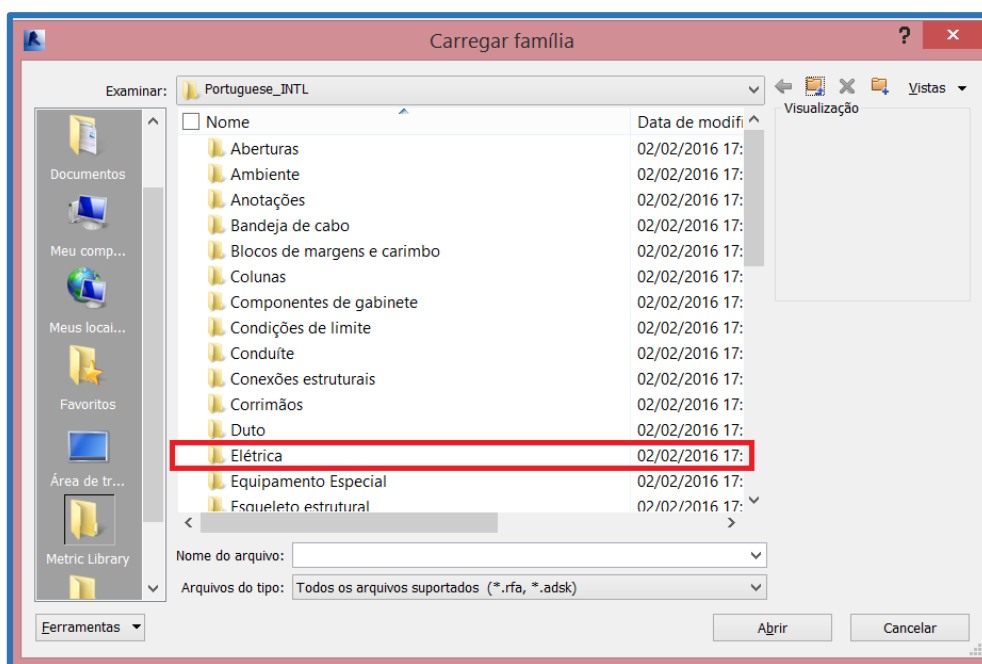 Carregar família
?
Examinar: Portuguese_INTL Vistas
Visualização
Nome Data de modifi
Aberturas 02/02/2016 17:
Ambiente 02/02/2016 17:
Anotações 02/02/2016 17:
Bandeja de cabo 02/02/2016 17:
Blocos de margens e carimbo 02/02/2016 17:
Colunas 02/02/2016 17:
Componentes de gabinete 02/02/2016 17:
Condições de limite 02/02/2016 17:
Conduíte 02/02/2016 17:
Conexões estruturais 02/02/2016 17:
Corrimãos 02/02/2016 17:
Duto 02/02/2016 17:
Elétrica 02/02/2016 17:
Equipamento Especial 02/02/2016 17:
Esqueleto estrutural 02/02/2016 17:
Documentos
Meu comp...
Meus locai...
Favoritos
Área de tr...
Metric Library
Nome do arquivo:
Arquivos do tipo: Todos os arquivos suportados (*.rfa, *.adsk)
Ferramentas Abrir Cancelar